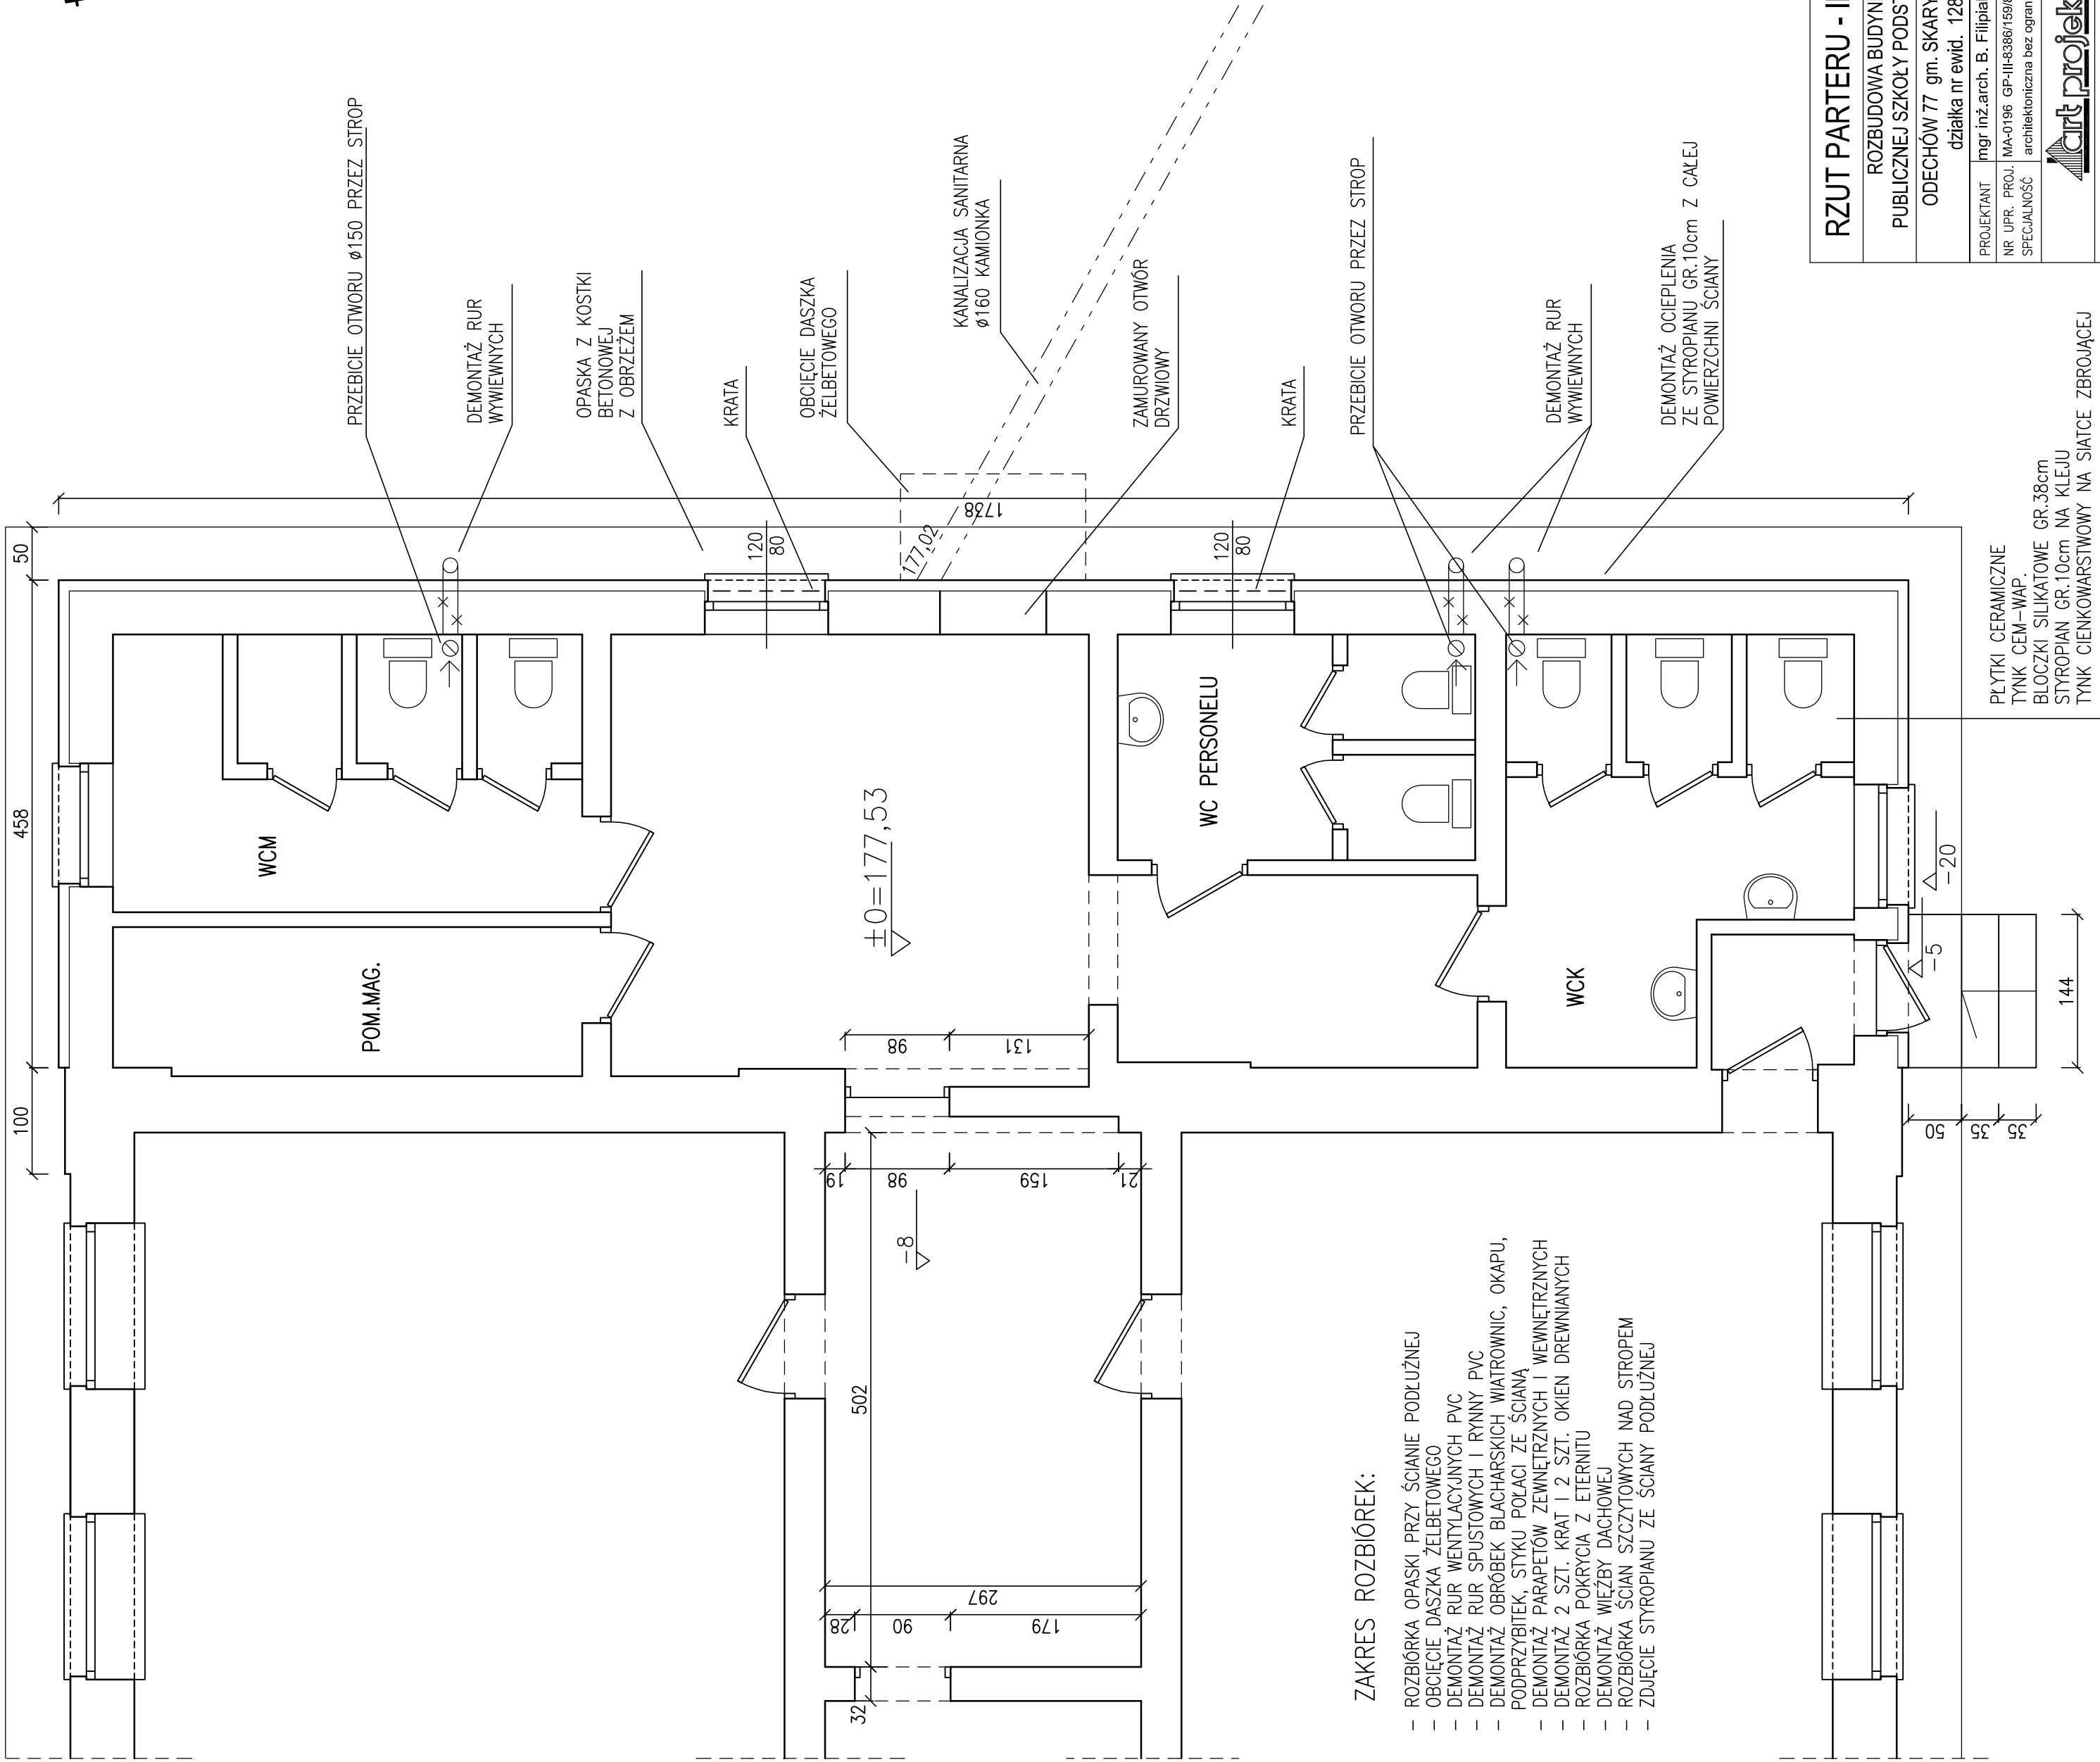 PRZEBICIE OTWORU ø150 PRZEZ STROP
DEMONTAŻ RUR
WYWIEWNYCH
OPASKA Z KOSTKI
BETONOWEJ
Z OBRZEŻEM
KRATA
OBCIĘCIE DASZKA
ŻELBETOWEGO
KANALIZACJA SANITARNA
ø160 KAMIONKA
ZAMUROWANY OTWÓR
DRZWIOWY
KRATA
PRZEBICIE OTWORU PRZEZ STROP
DEMONTAŻ RUR
WYWIEWNYCH
DEMONTAŻ OCIEPLENIA
ZE STYROPIANU GR.10cm Z CAŁEJ
POWIERZCHNI ŚCIANY
RZUT PARTERU -
ROZBUDOWA
PUBLICZNEJ SZKOŁY
ODECHÓW 77 gm.
działka nr ewid.
PROJEKTANT
mgr inż.arch. B.
NR UPR. PROJ.
MA-0196 GP-III-8386/159/
SPECJALNOŚĆ
architektoniczna bez
art projek
PŁYTKI CERAMICZNE
TYNK CEM-WAP.
BLOCZKI SILIKATOWE GR.38cm
STYROPIAN GR.10cm NA KLEJU
TYNK CIENKOWARSTWOWY NA SIATCE ZBROJĄCEJ
50
458
100
1738
177,02
120
80
120
80
WCM
POM.MAG.
±0=177,53
WC PERSONELU
WCK
98
131
19
98
159
21
-8
502
297
28
90
179
32
-20
-5
144
50
35
35
ZAKRES ROZBIÓREK:
- ROZBIÓRKA OPASKI PRZY ŚCIANIE PODŁUŻNEJ
- OBCIĘCIE DASZKA ŻELBETOWEGO
- DEMONTAŻ RUR WENTYLACYJNYCH PVC
- DEMONTAŻ RUR SPUSTOWYCH I RYNNY PVC
- DEMONTAŻ OBRÓBEK BLACHARSKICH WIATROWNIC, OKAPU,
PODPRZYBITEK, STYKU POŁACI ZE ŚCIANĄ
- DEMONTAŻ PARAPETÓW ZEWNĘTRZNYCH I WEWNĘTRZNYCH
- DEMONTAŻ 2 SZT. KRAT I 2 SZT. OKIEN DREWNIANYCH
- ROZBIÓRKA POKRYCIA Z ETERNITU
- DEMONTAŻ WIĘŹBY DACHOWEJ
- ROZBIÓRKA ŚCIAN SZCZYTOWYCH NAD STROPEM
- ZDJĘCIE STYROPIANU ZE ŚCIANY PODŁUŻNEJ